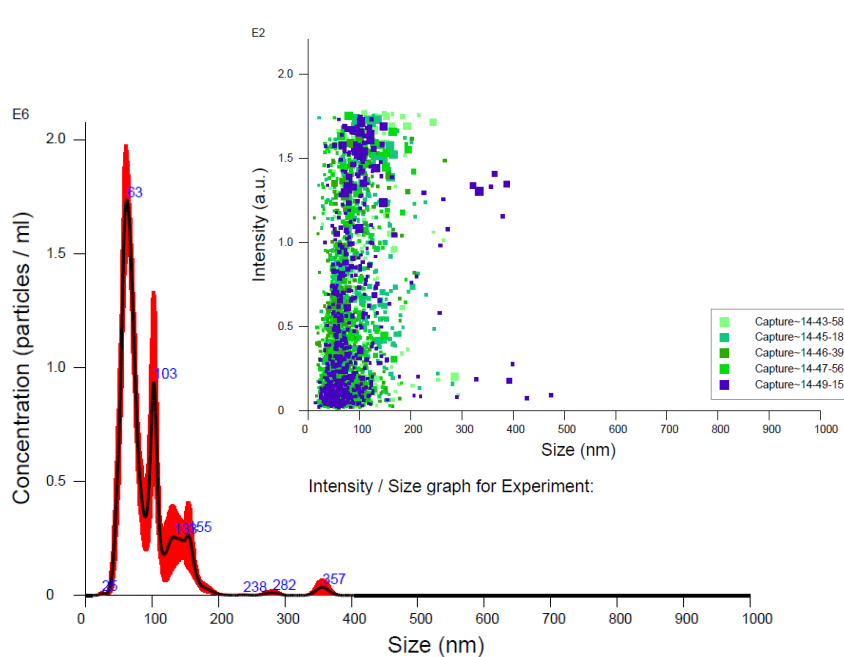 E2
2.0
1.5
1.0
0.5
0
Intensity (a.u.)
0 100 200 300 400 500 600 700 800 900 1000
Size (nm)
Capture~14-43-58
Capture~14-45-18
Capture~14-46-39
Capture~14-47-56
Capture~14-49-15
Intensity / Size graph for Experiment:
E6
2.0
1.5
1.0
0.5
0
Concentration (particles / ml)
63
103
55
25
238
282
357
0 100 200 300 400 500 600 700 800 900 1000
Size (nm)